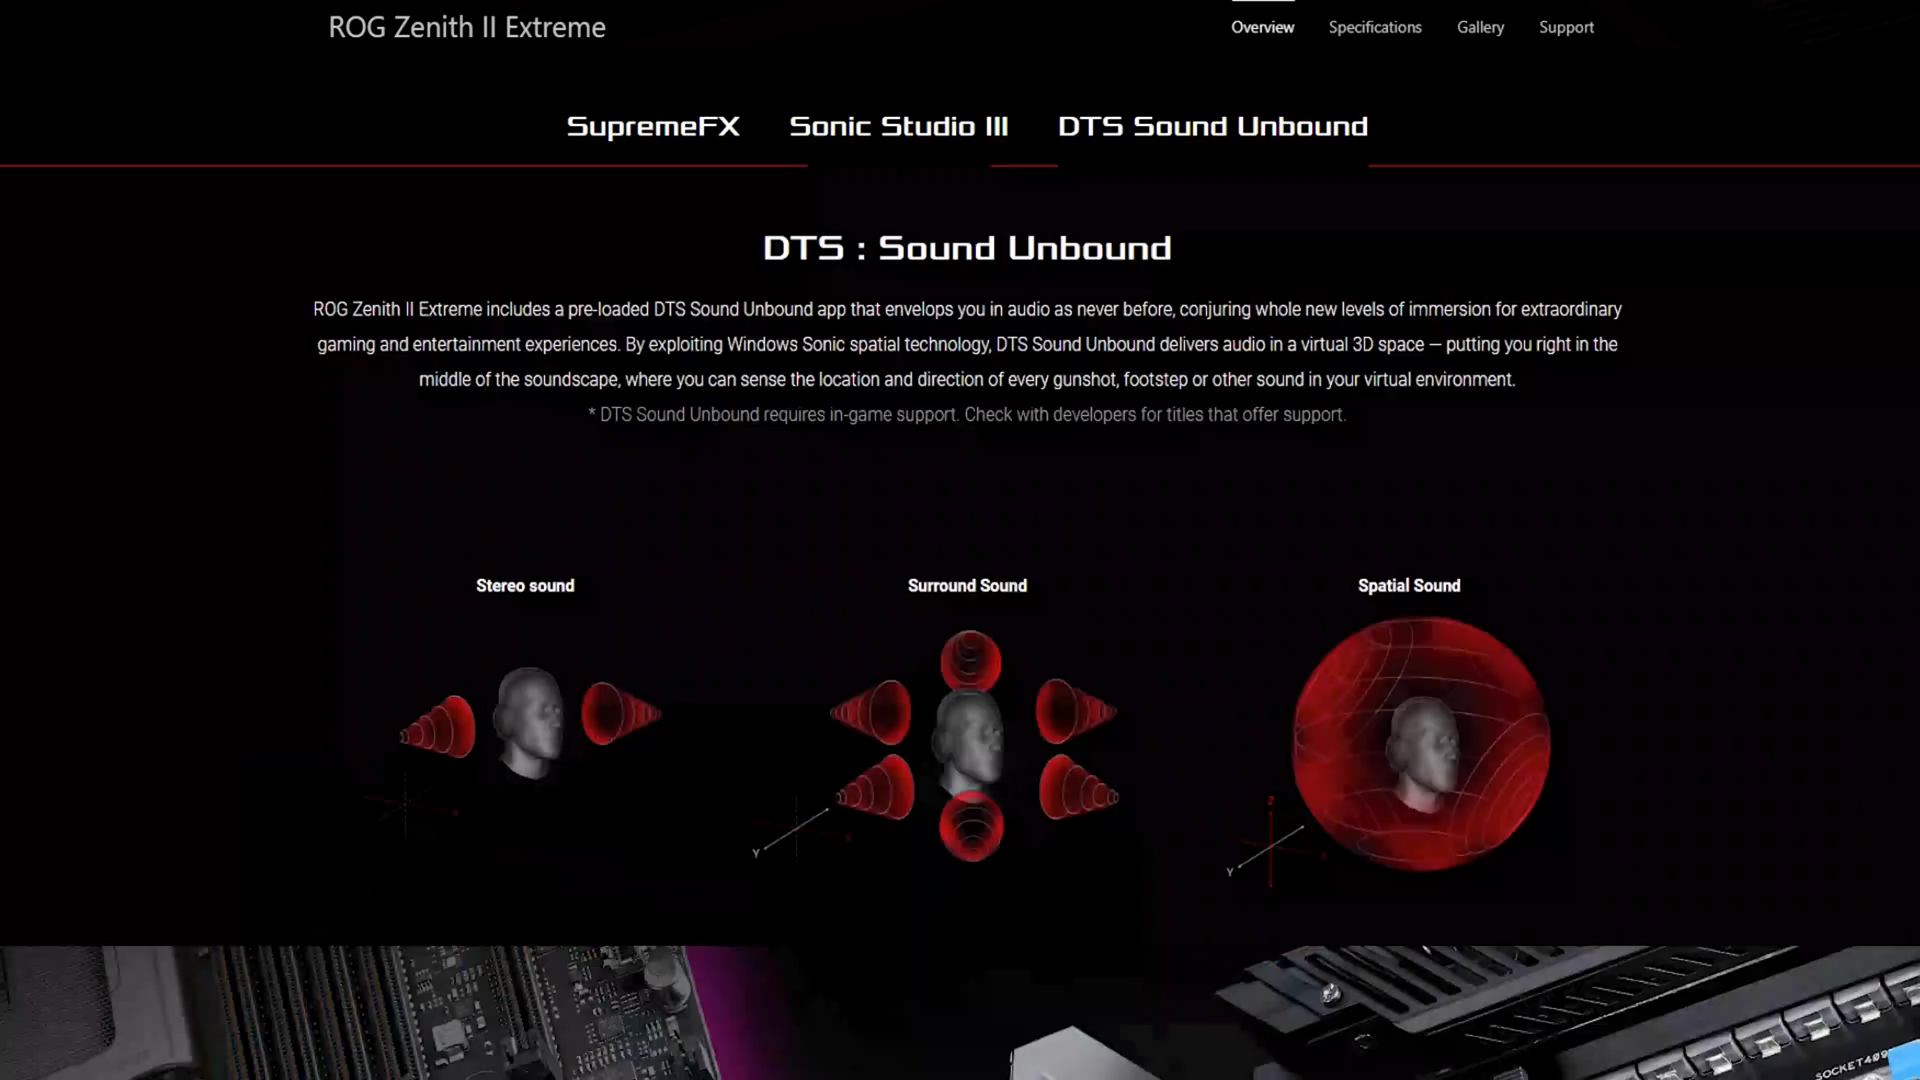 ROG Zenith II Extreme
Overview Specifications Gallery Support
SupremeFX Sonic Studio III DTS Sound Unbound
DTS : Sound Unbound
ROG Zenith II Extreme includes a pre-loaded DTS Sound Unbound app that envelops you in audio as never before, conjuring whole new levels of immersion for extraordinary
gaming and entertainment experiences. By exploiting Windows Sonic spatial technology, DTS Sound Unbound delivers audio in a virtual 3D space — putting you right in the
middle of the soundscape, where you can sense the location and direction of every gunshot, footstep or other sound in your virtual environment.
* DTS Sound Unbound requires in-game support. Check with developers for titles that offer support.
Stereo sound Surround Sound Spatial Sound
Z
Y
Y